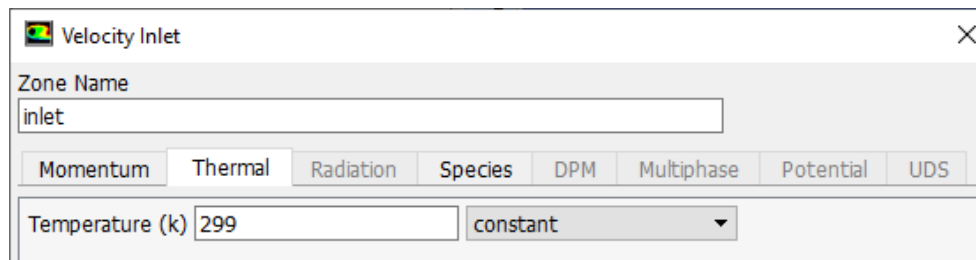 Velocity Inlet
Zone Name
inlet
Momentum Thermal Radiation Species DPM Multiphase Potential UDS
Temperature (k) 299 constant